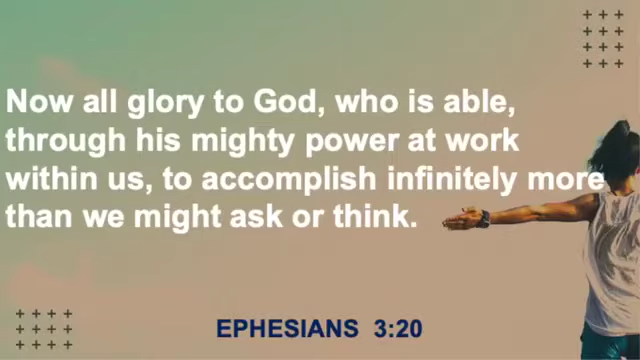 Now all glory to God, who is able,
through his mighty power at work
within us, to accomplish infinitely more
than we might ask or think.
EPHESIANS 3:20